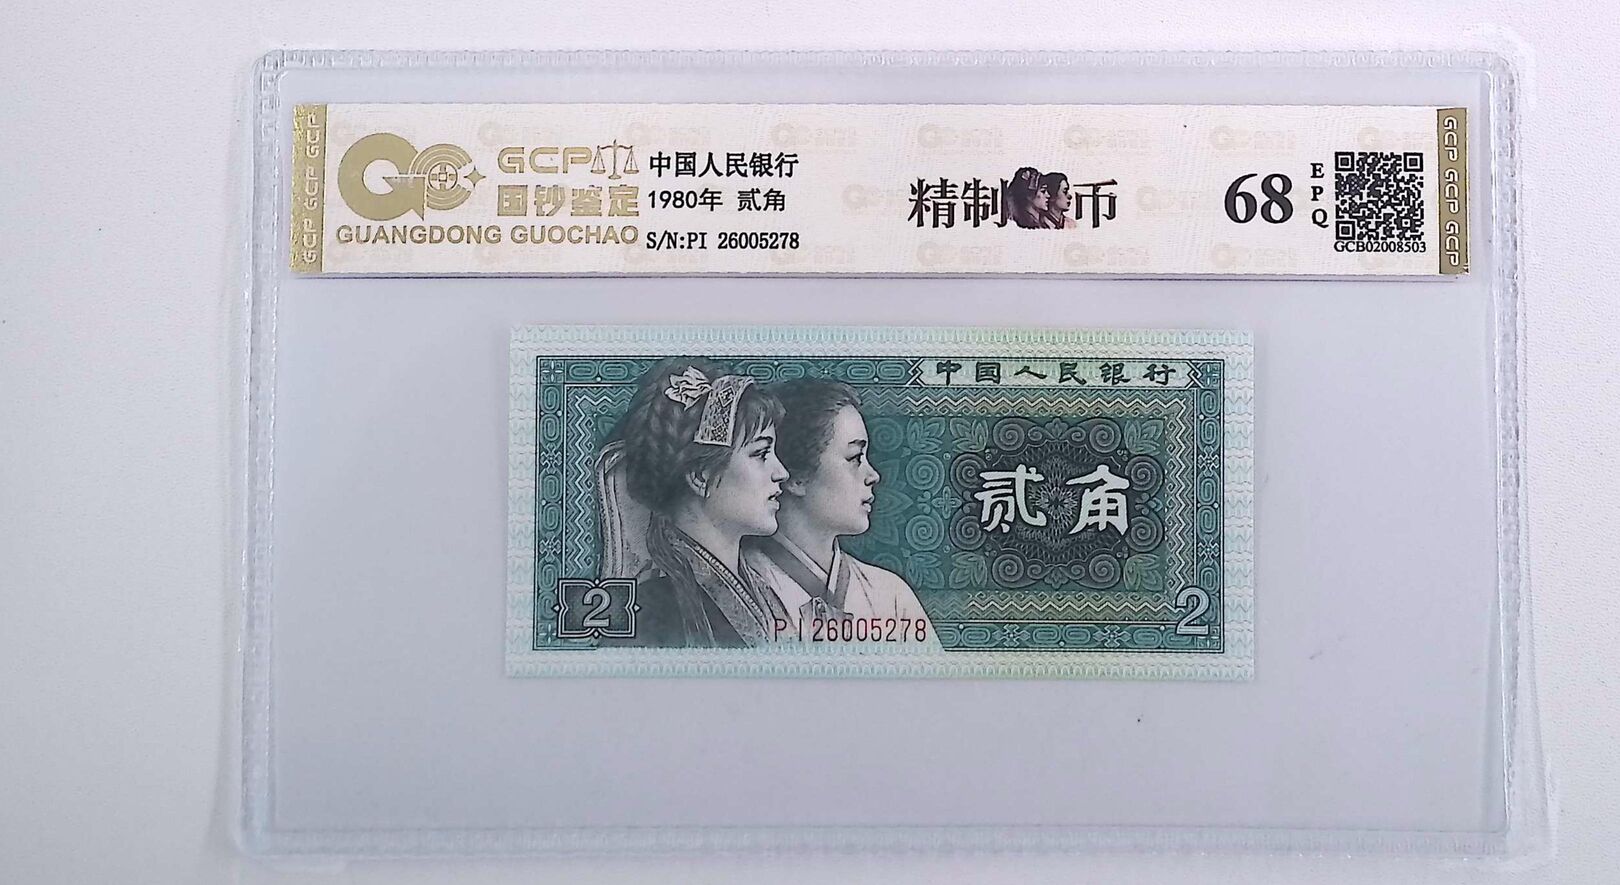 GCP
国钞鉴定
GUANGDONG GUOCHAO
中国人民银行
1980年 贰角
S/N:PI 26005278
精制币
68
EPQ
GCB02008503
GCP GCP GCP
GCP GCP GCP
中国人民银行
贰角
2
PI26005278
2